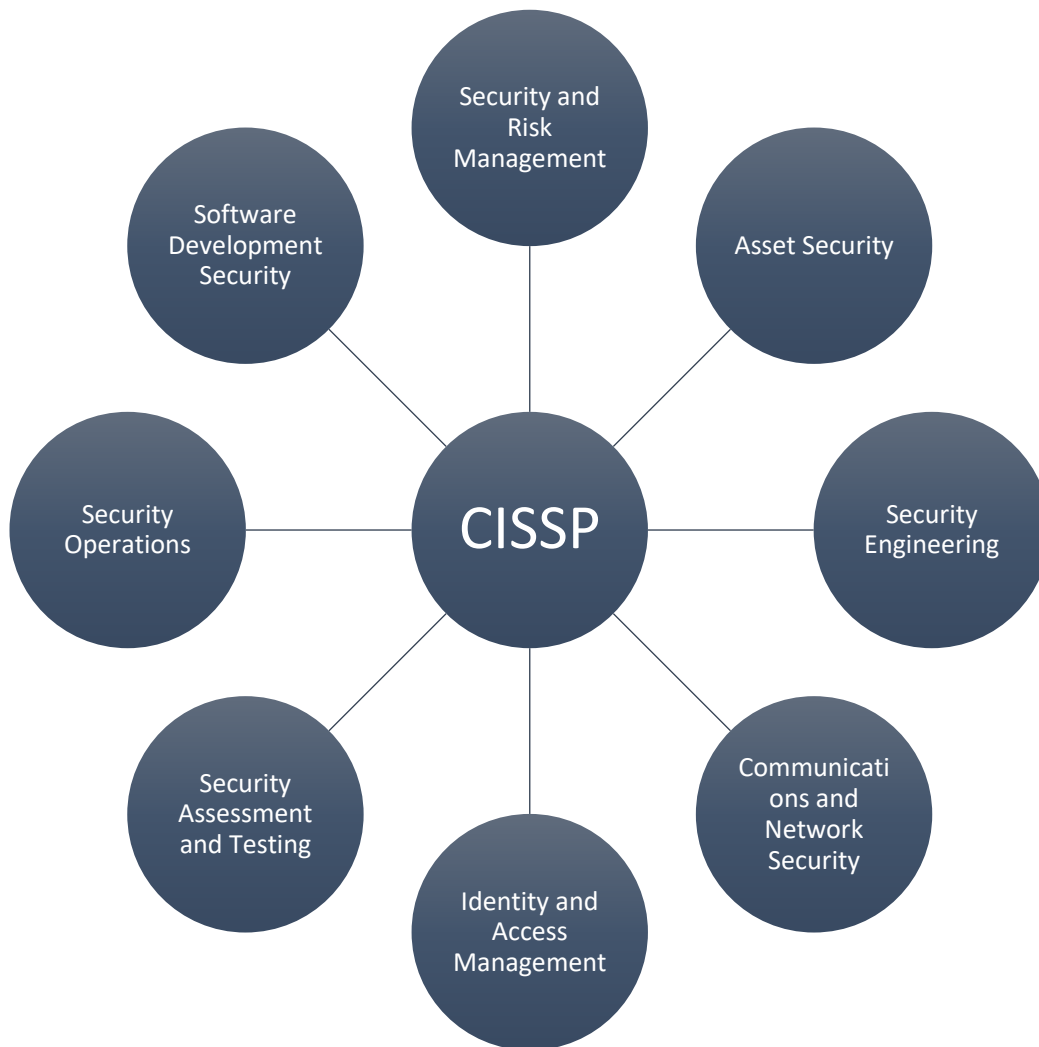 Security and
Risk
Management
Software
Development
Security
Asset Security
Security
Operations
CISSP
Security
Engineering
Security
Assessment
and Testing
Communicati
ons and
Network
Security
Identity and
Access
Management